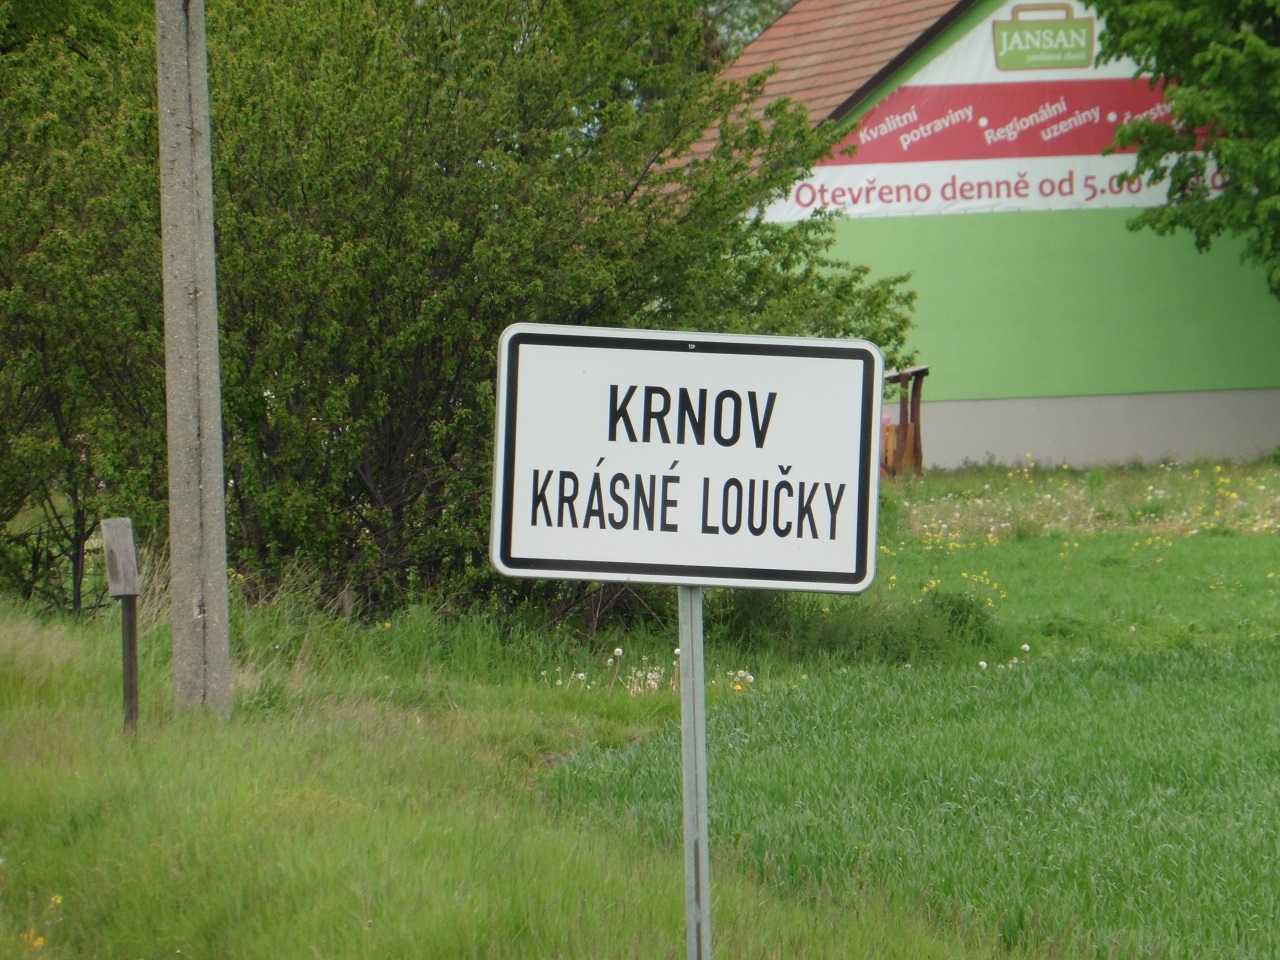 JANSAN
Kvalitní
potraviny
• Regionální
uzeniny •
Otevřeno denně od 5.00
KRNOV
KRÁSNÉ LOUČKY